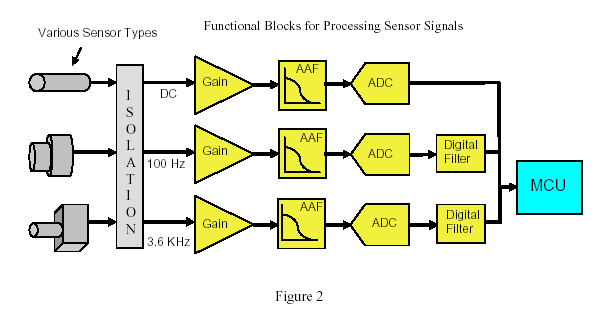 Functional Blocks for Processing Sensor Signals
Various Sensor Types
ISOLATION
DC
Gain
AAF
ADC
100 Hz
Gain
AAF
ADC
Digital
Filter
3.6 KHz
Gain
AAF
ADC
Digital
Filter
MCU
Figure 2